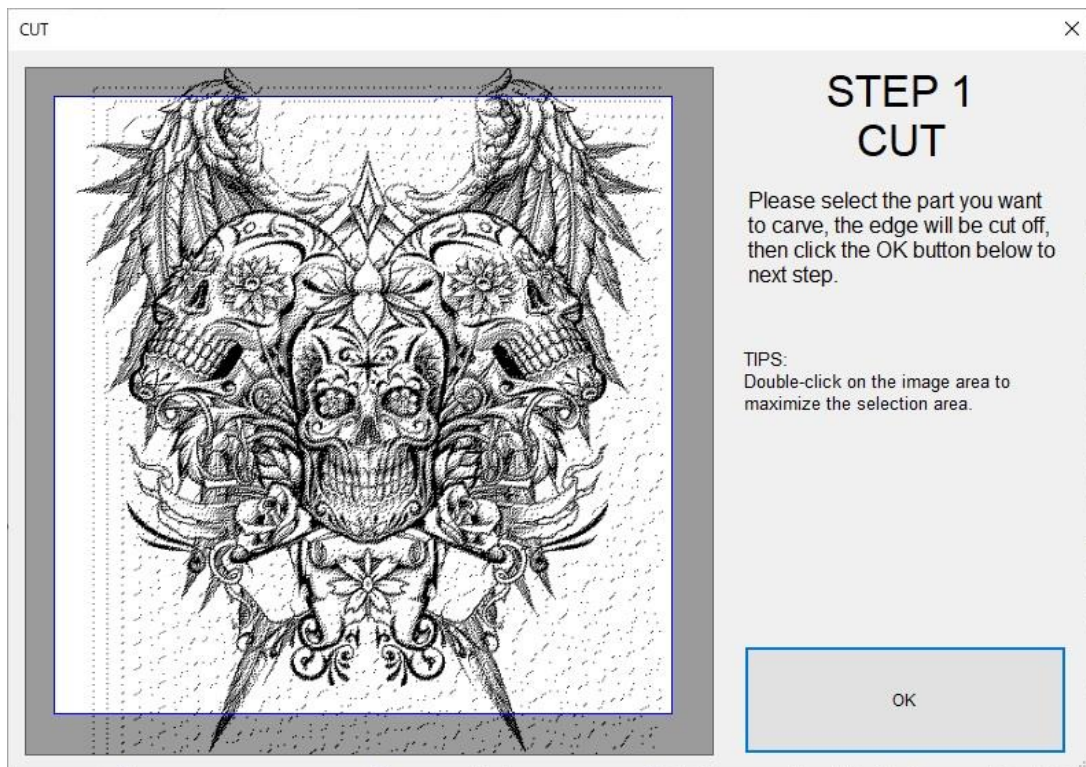 CUT
STEP 1
CUT
Please select the part you want
to carve, the edge will be cut off,
then click the OK button below to
next step.
TIPS:
Double-click on the image area to
maximize the selection area.
OK